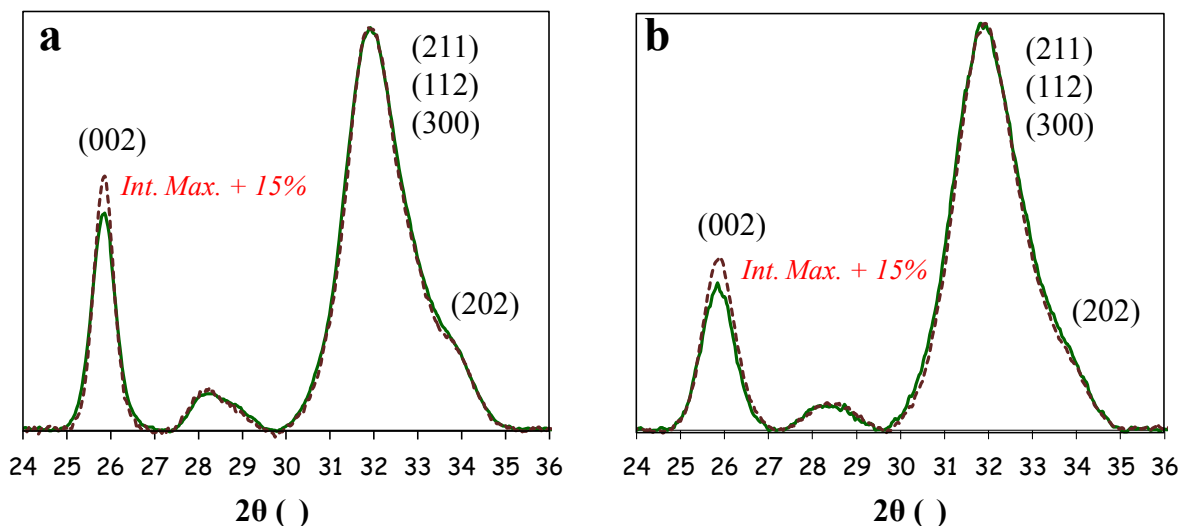 a
(211)
(112)
(300)
(002)
Int. Max. + 15%
(202)
24 25 26 27 28 29 30 31 32 33 34 35 36
2θ ( )
b
(211)
(112)
(300)
(002)
Int. Max. + 15%
(202)
24 25 26 27 28 29 30 31 32 33 34 35 36
2θ ( )